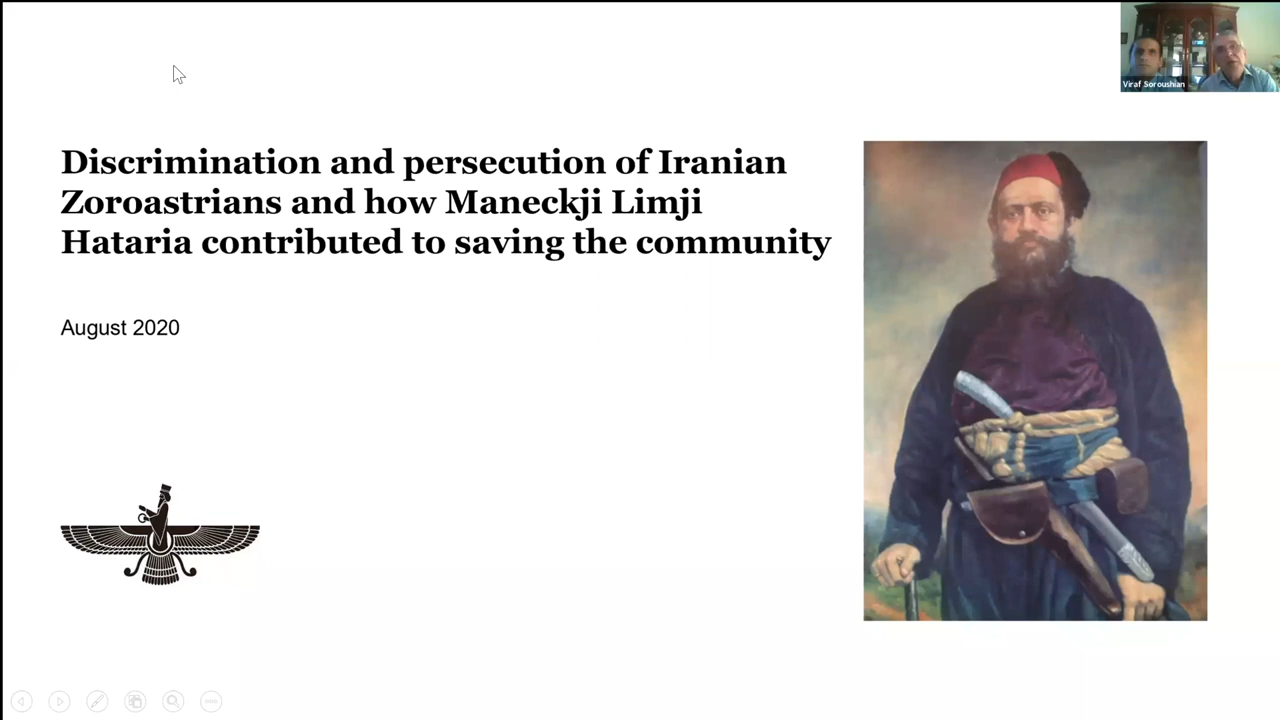 Viraf Soroushian
Discrimination and persecution of Iranian
Zoroastrians and how Maneckji Limji
Hataria contributed to saving the community
August 2020